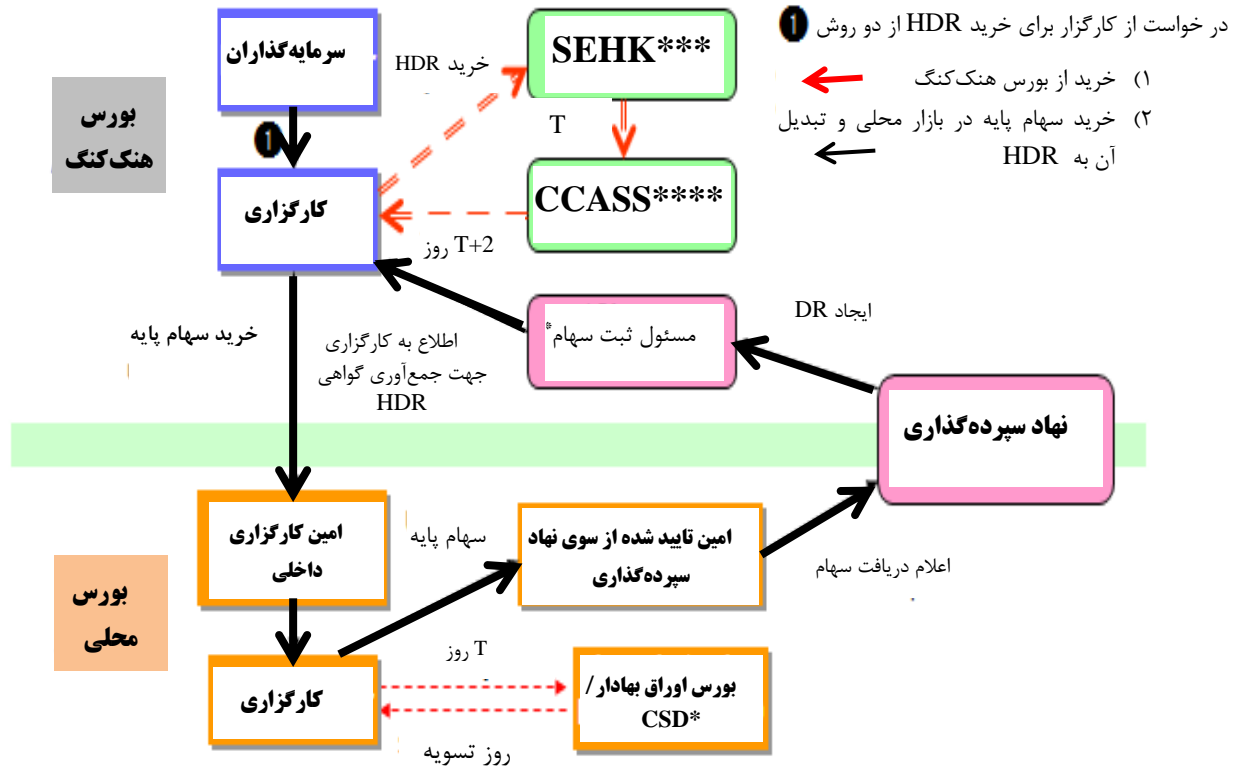 در خواست از کارگزار برای خرید HDR از دو روش ❶
۱) خرید از بورس هنک‌کنگ
۲) خرید سهام پایه در بازار محلی و تبدیل
آن به HDR
سرمایه‌گذاران
خرید HDR
SEHK***
T
بورس
هنک‌کنگ
❶
کارگزاری
CCASS****
T+2 روز
ایجاد DR
مسئول ثبت سهام*
خرید سهام پایه
اطلاع به کارگزاری
جهت جمع‌آوری گواهی
HDR
نهاد سپرده‌گذاری
امین کارگزاری
داخلی
سهام پایه
امین تایید شده از سوی نهاد
سپرده‌گذاری
اعلام دریافت سهام
بورس
محلی
T روز
کارگزاری
بورس اوراق بهادار/
CSD*
روز تسویه